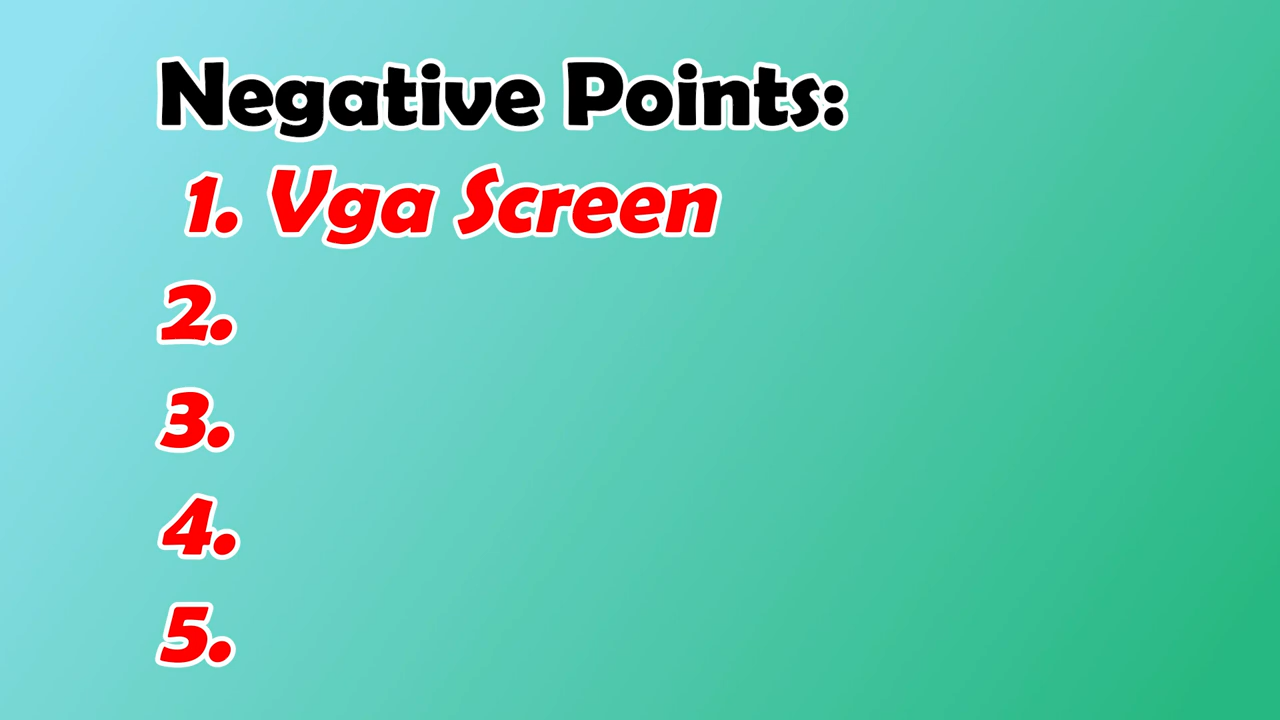 Negative Points:
1. Vga Screen
2.
3.
4.
5.